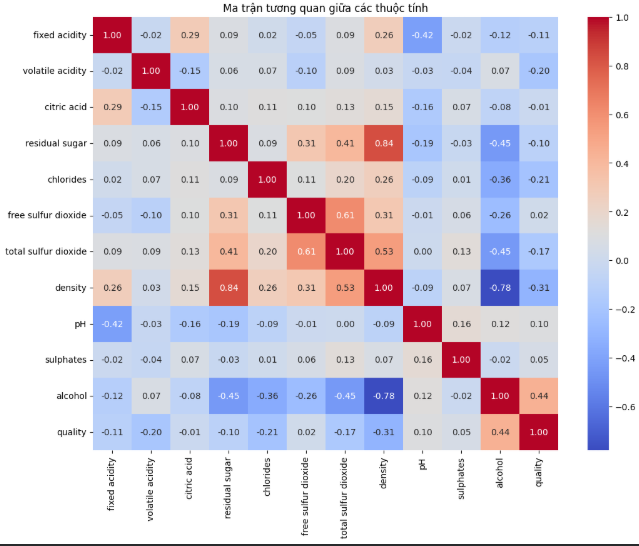 Ma trận tương quan giữa các thuộc tính
fixed acidity 1.00 -0.02 0.29 0.09 0.02 -0.05 0.09 0.26 -0.42 -0.02 -0.12 -0.11
volatile acidity -0.02 1.00 -0.15 0.06 0.07 -0.10 0.09 0.03 -0.03 -0.04 0.07 -0.20
citric acid 0.29 -0.15 1.00 0.10 0.11 0.10 0.13 0.15 -0.16 0.07 -0.08 -0.01
residual sugar 0.09 0.06 0.10 1.00 0.09 0.31 0.41 0.84 -0.19 -0.03 -0.45 -0.10
chlorides 0.02 0.07 0.11 0.09 1.00 0.11 0.20 0.26 -0.09 0.01 -0.36 -0.21
free sulfur dioxide -0.05 -0.10 0.10 0.31 0.11 1.00 0.61 0.31 -0.01 0.06 -0.26 0.02
total sulfur dioxide 0.09 0.09 0.13 0.41 0.20 0.61 1.00 0.53 0.00 0.13 -0.45 -0.17
density 0.26 0.03 0.15 0.84 0.26 0.31 0.53 1.00 -0.09 0.07 -0.78 -0.31
pH -0.42 -0.03 -0.16 -0.19 -0.09 -0.01 0.00 -0.09 1.00 0.16 0.12 0.10
sulphates -0.02 -0.04 0.07 -0.03 0.01 0.06 0.13 0.07 0.16 1.00 -0.02 0.05
alcohol -0.12 0.07 -0.08 -0.45 -0.36 -0.26 -0.45 -0.78 0.12 -0.02 1.00 0.44
quality -0.11 -0.20 -0.01 -0.10 -0.21 0.02 -0.17 -0.31 0.10 0.05 0.44 1.00
fixed acidity
volatile acidity
citric acid
residual sugar
chlorides
free sulfur dioxide
total sulfur dioxide
density
pH
sulphates
alcohol
quality
1.0
0.8
0.6
0.4
0.2
0.0
-0.2
-0.4
-0.6